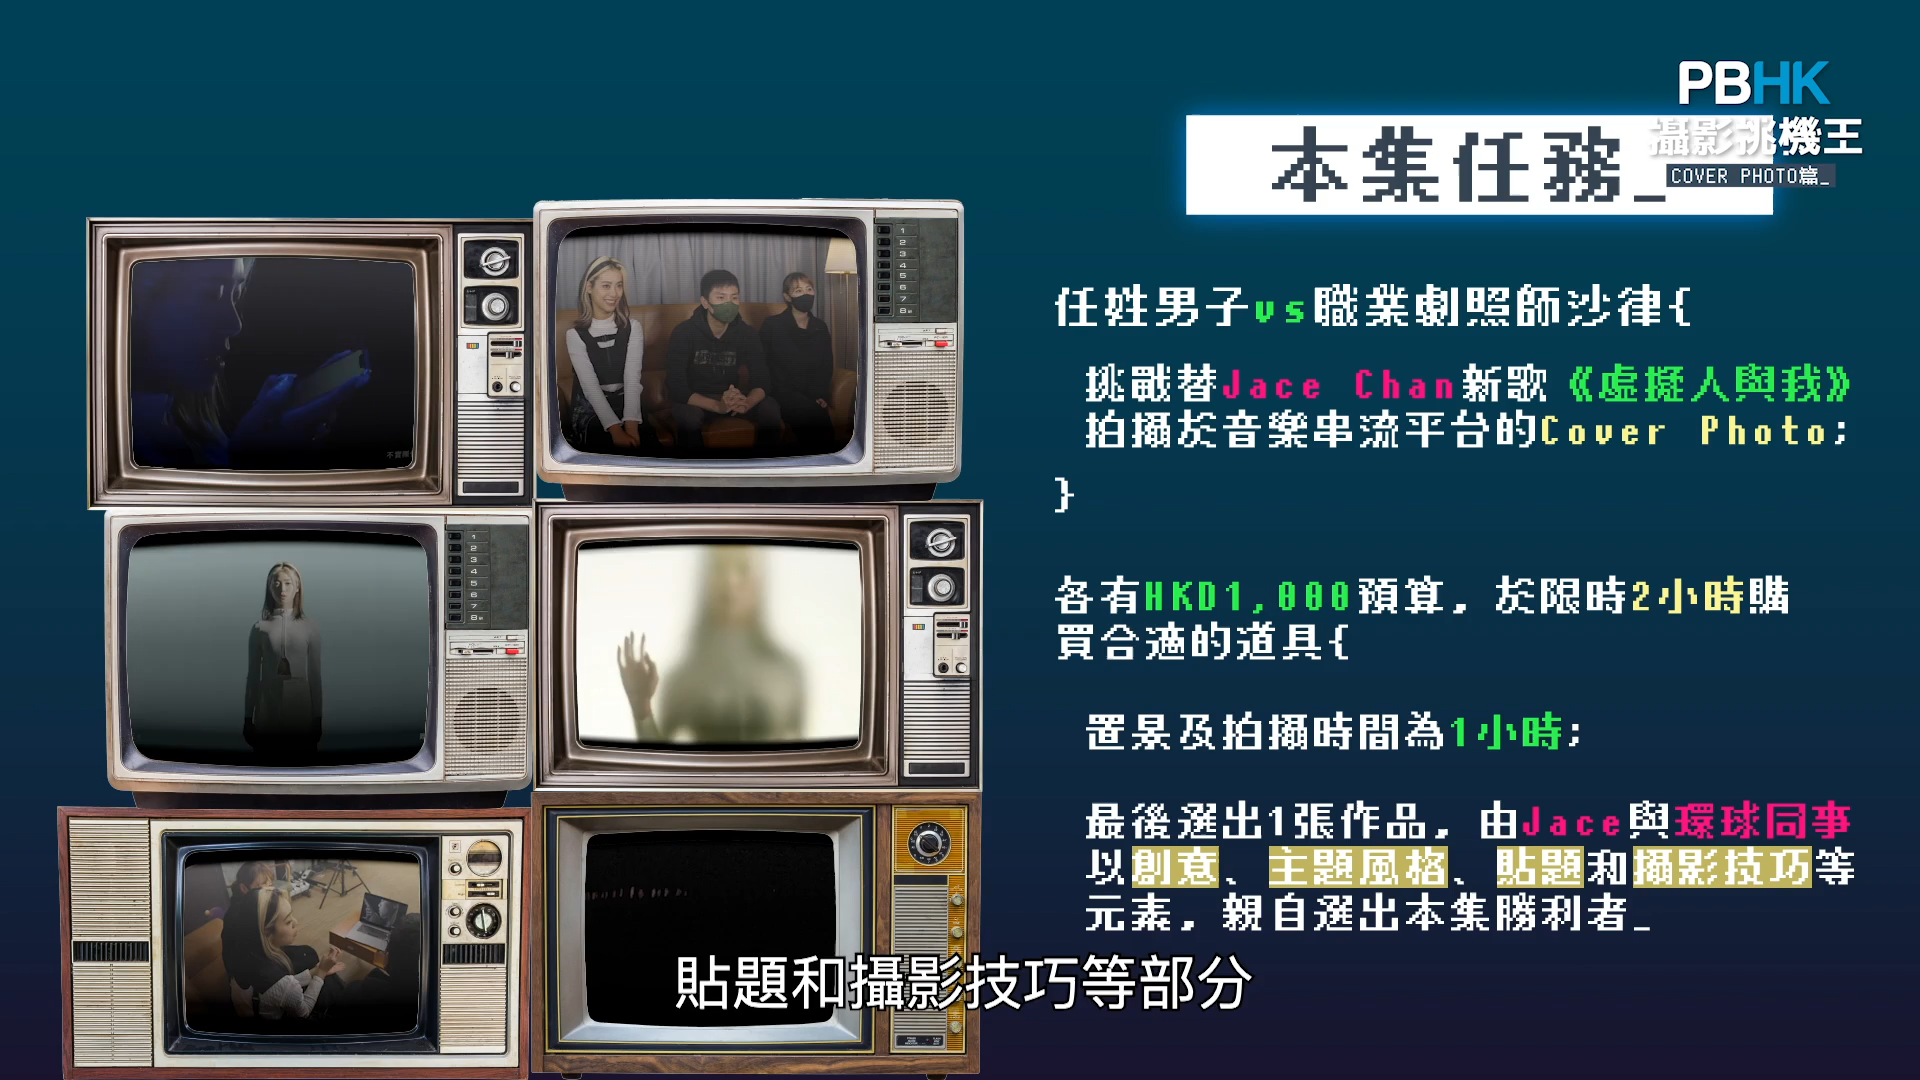 PBHK
攝影挑機王
COVER PHOTO篇_
本集任務_
任姓男子vs職業劇照師沙律{
挑戰替Jace Chan新歌《虛擬人與我》
拍攝於音樂串流平台的Cover Photo;
}
各有HKD1,000預算，於限時2小時購
買合適的道具{
置景及拍攝時間為1小時;
最後選出1張作品，由Jace與環球同事
以創意、主題風格、貼題和攝影技巧等
元素，親自選出本集勝利者_
貼題和攝影技巧等部分